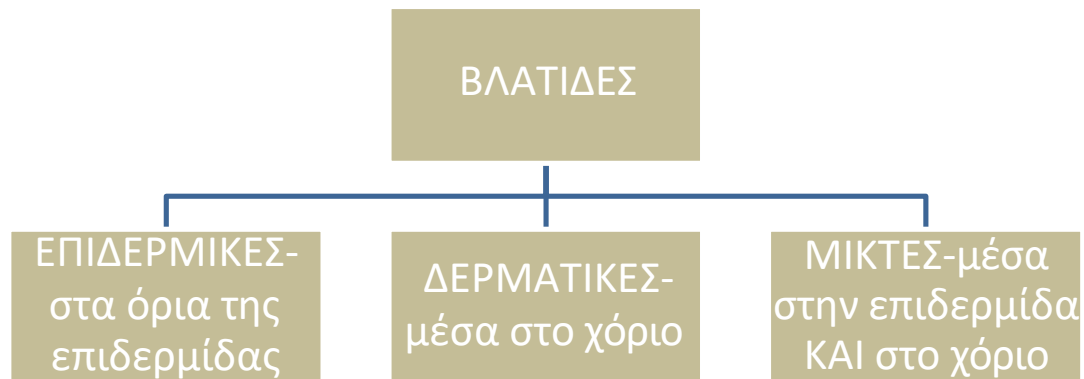 ΒΛΑΤΙΔΕΣ
ΕΠΙΔΕΡΜΙΚΕΣ-
στα όρια της
επιδερμίδας
ΔΕΡΜΑΤΙΚΕΣ-
μέσα στο χόριο
ΜΙΚΤΕΣ-μέσα
στην επιδερμίδα
ΚΑΙ στο χόριο